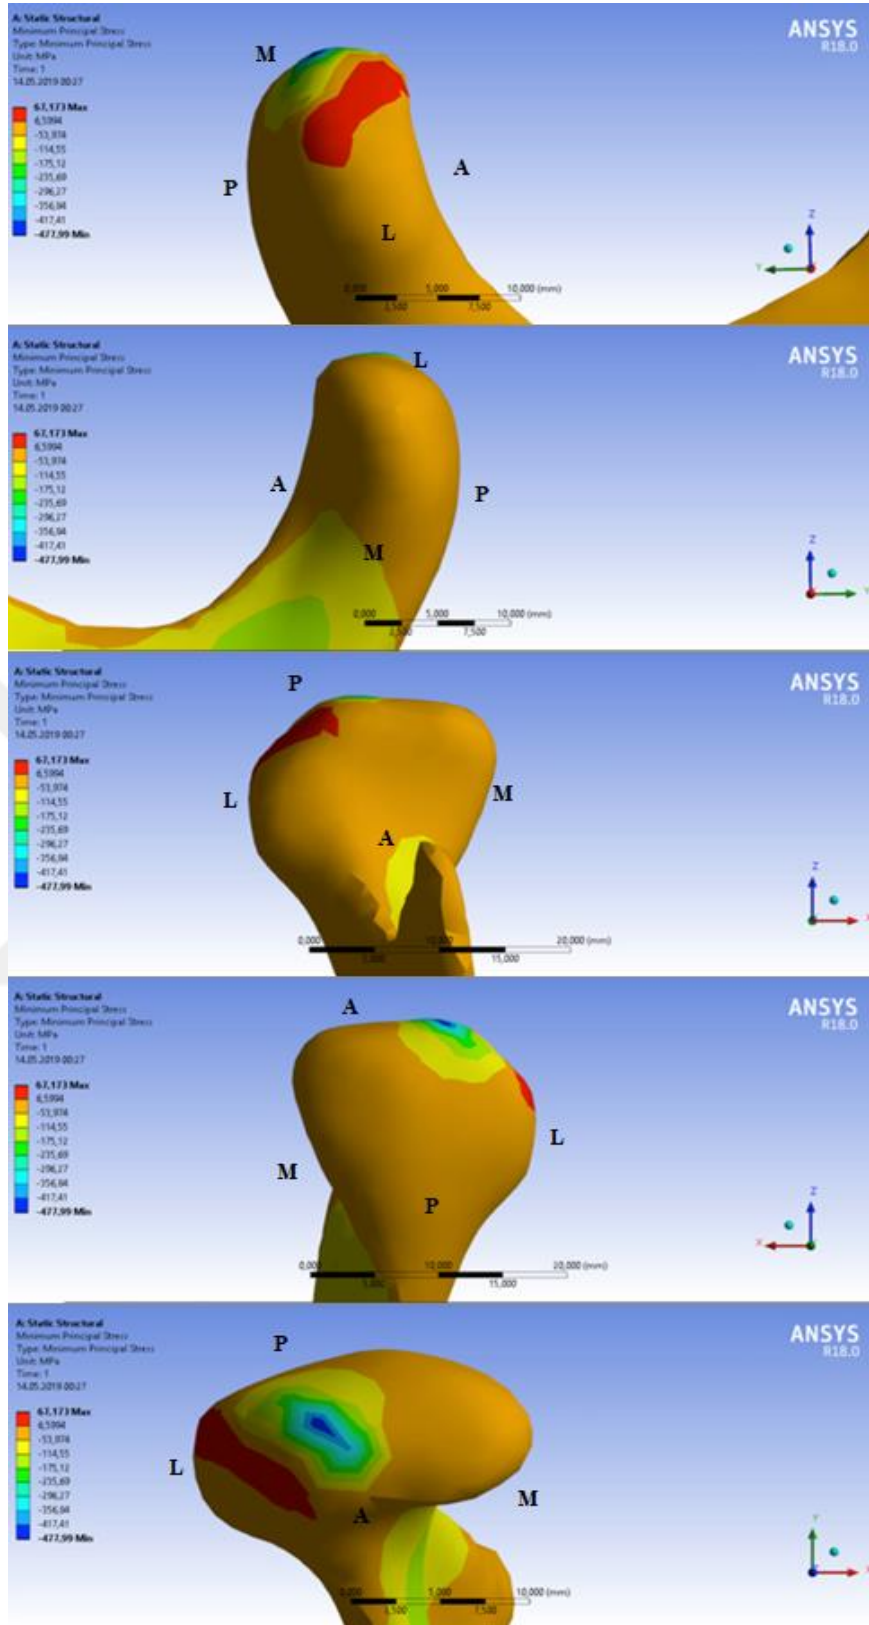 A: Static Structural
Minimum Principal Stress
Type: Minimum Principal Stress
Unit: MPa
Time: 1
14.05.2019 00:27
67,173 Max
6,5994
-53,974
-114,55
-175,12
-235,69
-296,27
-356,84
-417,41
-477,99 Min
ANSYS
R18.0
M
P
A
L
Z
Y
0,000 5,000 10,000 (mm)
2,500 7,500
A: Static Structural
Minimum Principal Stress
Type: Minimum Principal Stress
Unit: MPa
Time: 1
14.05.2019 00:27
67,173 Max
6,5994
-53,974
-114,55
-175,12
-235,69
-296,27
-356,84
-417,41
-477,99 Min
ANSYS
R18.0
L
A
P
M
Z
Y
0,000 5,000 10,000 (mm)
2,500 7,500
A: Static Structural
Minimum Principal Stress
Type: Minimum Principal Stress
Unit: MPa
Time: 1
14.05.2019 00:27
67,173 Max
6,5994
-53,974
-114,55
-175,12
-235,69
-296,27
-356,84
-417,41
-477,99 Min
ANSYS
R18.0
P
L
M
A
Z
X
0,000 10,000 20,000 (mm)
5,000 15,000
A: Static Structural
Minimum Principal Stress
Type: Minimum Principal Stress
Unit: MPa
Time: 1
14.05.2019 00:27
67,173 Max
6,5994
-53,974
-114,55
-175,12
-235,69
-296,27
-356,84
-417,41
-477,99 Min
ANSYS
R18.0
A
L
M
P
Z
X
0,000 10,000 20,000 (mm)
5,000 15,000
A: Static Structural
Minimum Principal Stress
Type: Minimum Principal Stress
Unit: MPa
Time: 1
14.05.2019 00:27
67,173 Max
6,5994
-53,974
-114,55
-175,12
-235,69
-296,27
-356,84
-417,41
-477,99 Min
ANSYS
R18.0
P
L
M
A
Y
X
0,000 5,000 10,000 (mm)
2,500 7,500